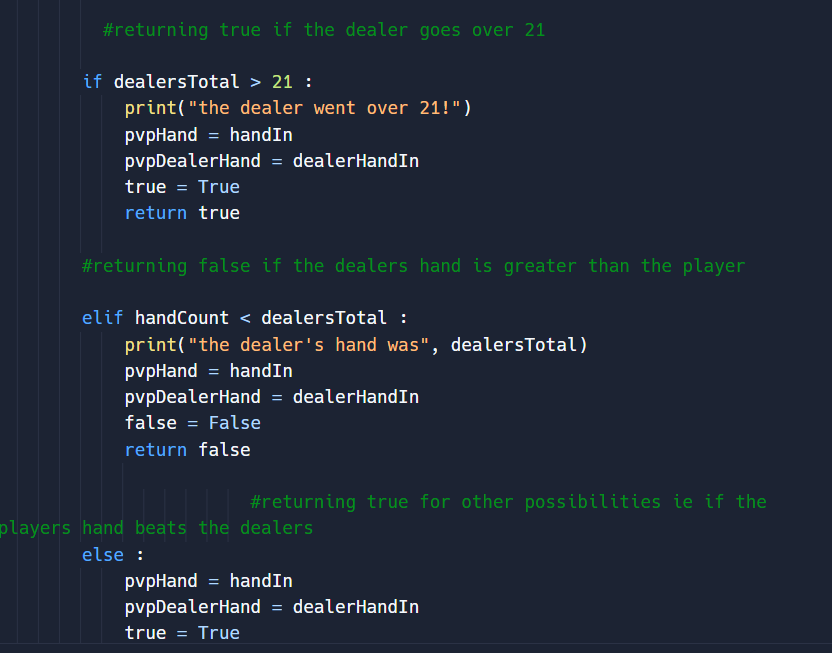 #returning true if the dealer goes over 21
if dealersTotal > 21 :
print("the dealer went over 21!")
pvpHand = handIn
pvpDealerHand = dealerHandIn
true = True
return true
#returning false if the dealers hand is greater than the player
elif handCount < dealersTotal :
print("the dealer's hand was", dealersTotal)
pvpHand = handIn
pvpDealerHand = dealerHandIn
false = False
return false
#returning true for other possibilities ie if the
players hand beats the dealers
else :
pvpHand = handIn
pvpDealerHand = dealerHandIn
true = True